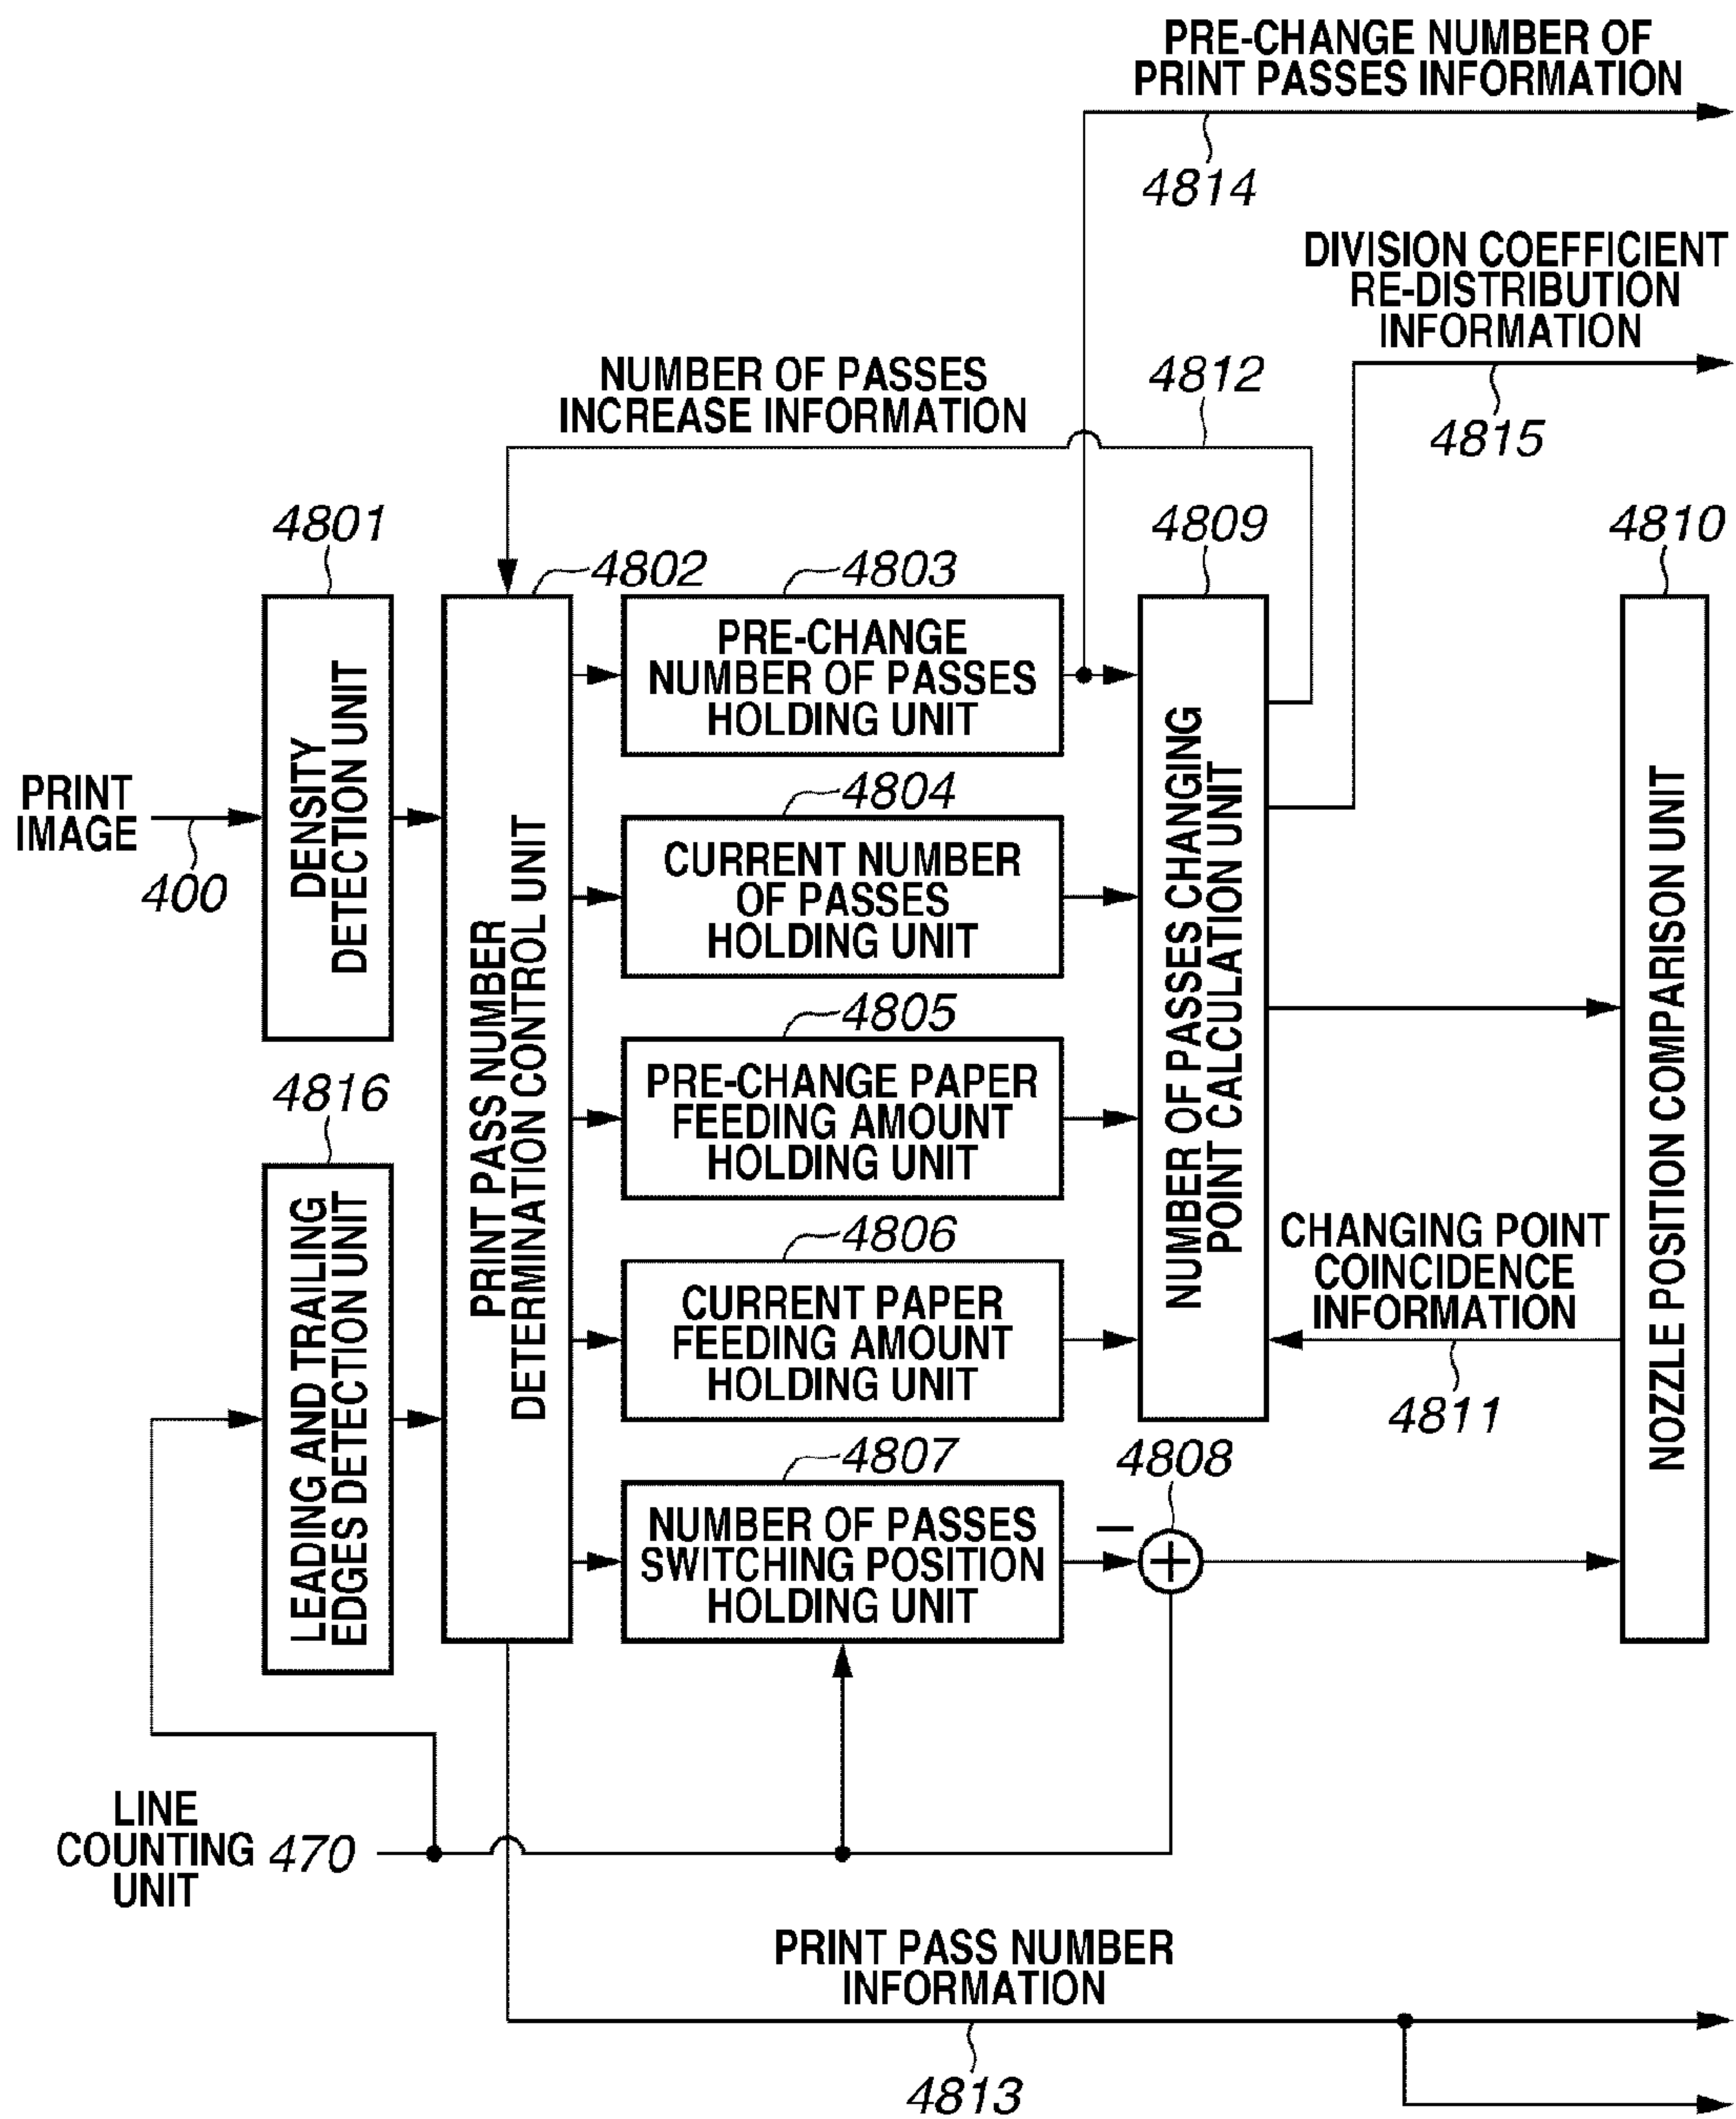 PRE-CHANGE NUMBER OF
PRINT PASSES INFORMATION
4814
DIVISION COEFFICIENT
RE-DISTRIBUTION
INFORMATION
4815
NUMBER OF PASSES
INCREASE INFORMATION
4812
4801
4802
4803
4809
4810
PRINT
IMAGE
400
DENSITY
DETECTION UNIT
4816
LEADING AND TRAILING
EDGES DETECTION UNIT
PRINT PASS NUMBER
DETERMINATION CONTROL UNIT
PRE-CHANGE
NUMBER OF PASSES
HOLDING UNIT
4804
CURRENT NUMBER
OF PASSES
HOLDING UNIT
4805
PRE-CHANGE PAPER
FEEDING AMOUNT
HOLDING UNIT
4806
CURRENT PAPER
FEEDING AMOUNT
HOLDING UNIT
4807
NUMBER OF PASSES
SWITCHING POSITION
HOLDING UNIT
NUMBER OF PASSES CHANGING
POINT CALCULATION UNIT
4808
− +
CHANGING POINT
COINCIDENCE
INFORMATION
4811
NOZZLE POSITION COMPARISON UNIT
LINE
COUNTING
UNIT
470
PRINT PASS NUMBER
INFORMATION
4813